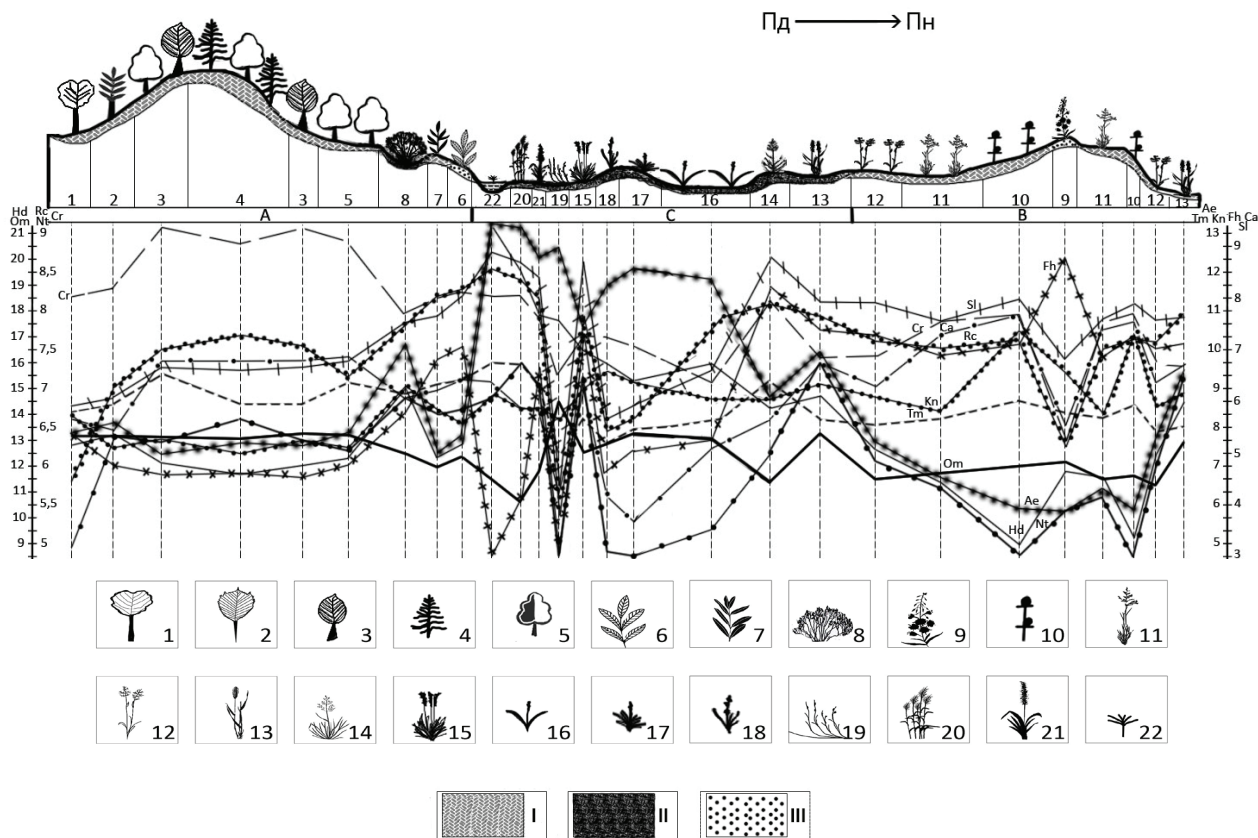 Пд Пн
1 2 3 4 3 5 8 7 6 22 20 21 19 15 18 17 16 14 13 12 11 10 9 11 10 12 13
A C B
Hd Rc Cr
Om Nt
Ae
Tm Kn Fh Ca
Sl
21 9 13 9
20 12
19 8,5 8
18 8 11
17
16 7,5 10 7
15 7 9
14 6
13 6,5 8
12 6 7 5
11 5,5 6 4
10
9 5 5 3
Cr
Fh
Sl
Cr Ca
Rc
Kn
Tm
Om
Ae
Hd Nt
1 2 3 4 5 6 7 8 9 10 11
12 13 14 15 16 17 18 19 20 21 22
I II III